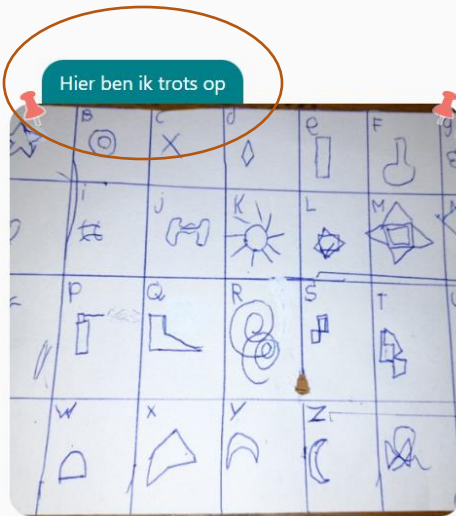 Hier ben ik trots op
B C d e F g
i j K L M
P Q R S T
W X Y Z